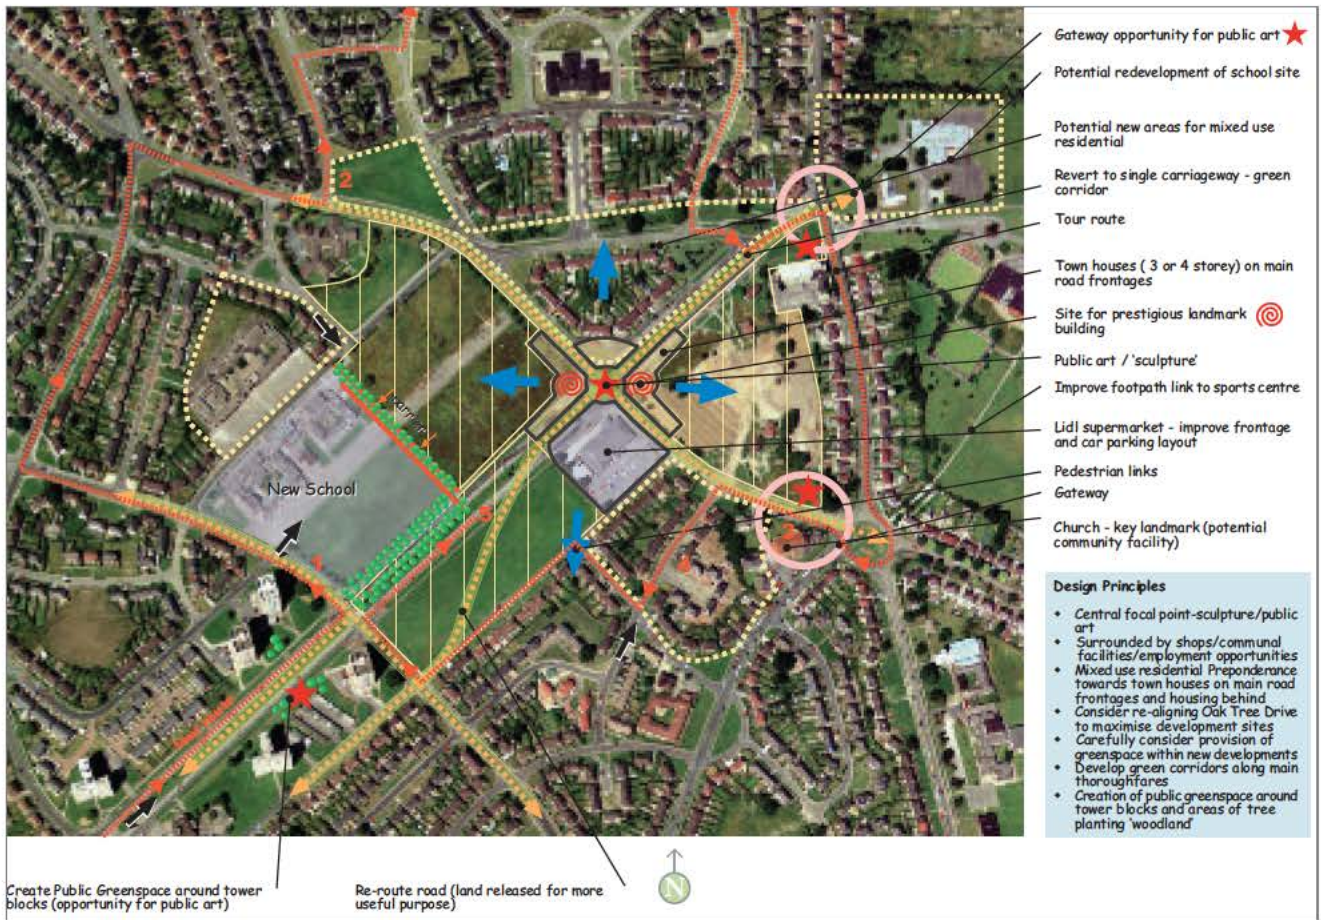 Gateway opportunity for public art
Potential redevelopment of school site
Potential new areas for mixed use
residential
Revert to single carriageway - green
corridor
Tour route
Town houses ( 3 or 4 storey) on main
road frontages
Site for prestigious landmark
building
Public art / 'sculpture'
Improve footpath link to sports centre
Lidl supermarket - improve frontage
and car parking layout
Pedestrian links
Gateway
Church - key landmark (potential
community facility)
Design Principles
• Central focal point-sculpture/public
art
• Surrounded by shops/communal
facilities/employment opportunities
• Mixed use residential Preponderance
towards town houses on main road
frontages and housing behind
• Consider re-aligning Oak Tree Drive
to maximise development sites
• Carefully consider provision of
greenspace within new developments
• Develop green corridors along main
thoroughfares
• Creation of public greenspace around
tower blocks and areas of tree
planting 'woodland'
2
New School
5
1
4
3
Create Public Greenspace around tower
blocks (opportunity for public art)
Re-route road (land released for more
useful purpose)
N